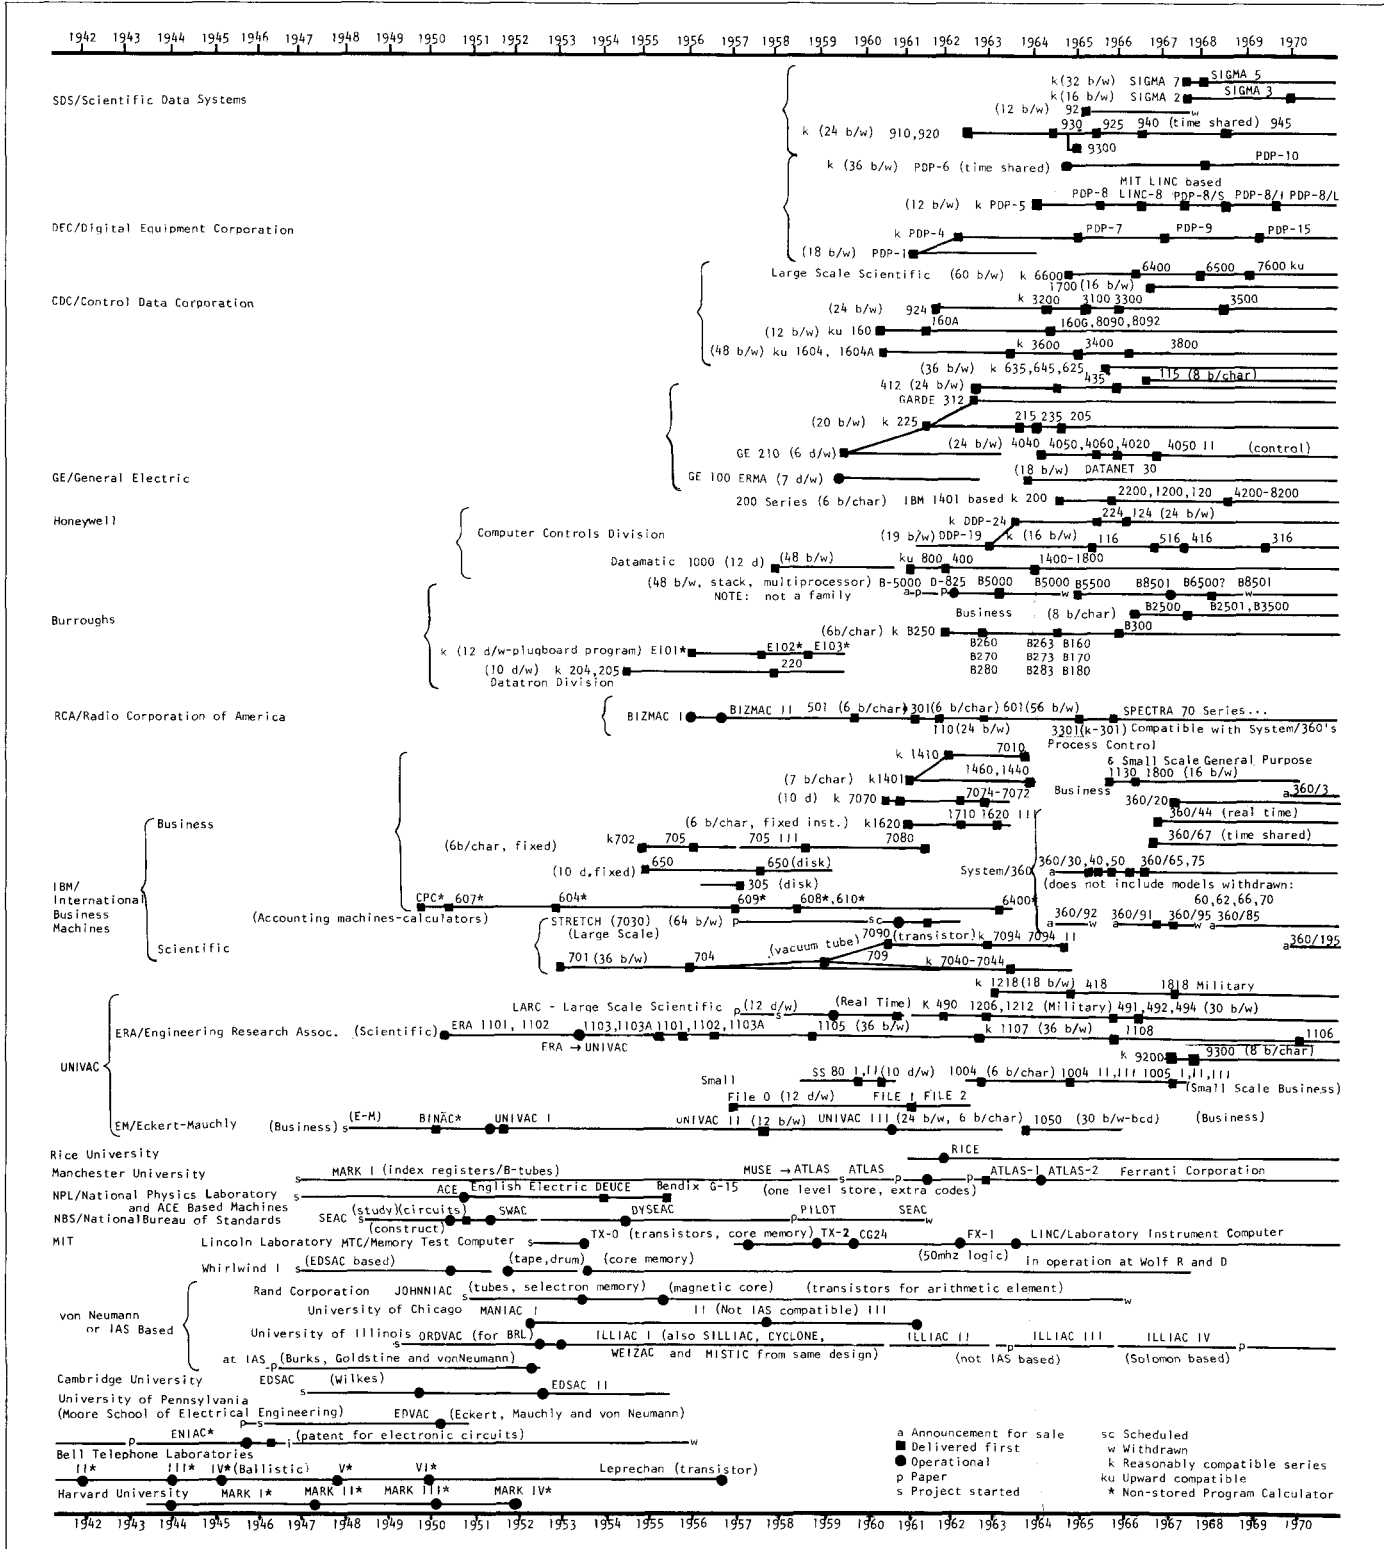 1942 1943 1944 1945 1946 1947 1948 1949 1950 1951 1952 1953 1954 1955 1956 1957 1958 1959 1960 1961 1962 1963 1964 1965 1966 1967 1968 1969 1970
k (32 b/w) SIGMA 7 SIGMA 5
SDS/Scientific Data Systems
k (16 b/w) SIGMA 2 SIGMA 3
(12 b/w) 92 w
k (24 b/w) 910,920 930 925 940 (time shared) 945
9300
k (36 b/w) PDP-6 (time shared) PDP-10
MIT LINC based
(12 b/w) k PDP-5 PDP-8 LINC-8 PDP-8/S PDP-8/I PDP-8/L
DEC/Digital Equipment Corporation
k PDP-4 PDP-7 PDP-9 PDP-15
(18 b/w) PDP-1
Large Scale Scientific (60 b/w) k 6600 6400 6500 7600 ku
1700 (16 b/w)
CDC/Control Data Corporation
(24 b/w) 924 k 3200 3100 3300 3500
(12 b/w) ku 160 160A 160G,8090,8092
(48 b/w) ku 1604, 1604A k 3600 3400 3800
(36 b/w) k 635,645,625
115 (8 b/char)
412 (24 b/w) 435
GARDE 312
(20 b/w) k 225 215 235 205
GE 210 (6 d/w) (24 b/w) 4040 4050,4060,4020 4050 II (control)
GE/General Electric
GE 100 ERMA (7 d/w) (18 b/w) DATANET 30
200 Series (6 b/char) IBM 1401 based k 200 2200,1200,120 4200-8200
Honeywell
k DDP-24 224 124 (24 b/w)
Computer Controls Division
(19 b/w) DDP-19 k (16 b/w) 116 516 416 316
Datamatic 1000 (12 d) (48 b/w) ku 800 400 1400-1800
(48 b/w, stack, multiprocessor) B-5000 D-825 B5000 B5000 B5500 B8501 B6500? B8501
NOTE: not a family a p p w w
Business (8 b/char) B2500 B2501,B3500
Burroughs
(6b/char) k B250 B260 B263 B160 B300
k (12 d/w-plugboard program) E101* E102* E103* B270 B273 B170
(10 d/w) k 204,205 220 B280 B283 B180
Datatron Division
RCA/Radio Corporation of America
BIZMAC I BIZMAC II 501 (6 b/char) 301(6 b/char) 601(56 b/w) SPECTRA 70 Series...
110(24 b/w) 3301(k-301) Compatible with System/360's
k 1410 7010 Process Control
& Small Scale General Purpose
(7 b/char) k1401 1460,1440 1130 1800 (16 b/w)
Business a 360/3
(10 d) k 7070 7074-7072 360/20
Business
(6 b/char, fixed inst.) k1620 1710 1620 III 360/44 (real time)
360/67 (time shared)
(6b/char, fixed) k702 705 705 III 7080
(10 d.fixed) 650 650(disk) System/360 360/30,40,50 360/65,75
a
305 (disk) (does not include models withdrawn:
60,62,66,70
IBM/
International
Business
Machines
(Accounting machines-calculators) CPC* 607* 604* 609* 608*,610* 6400*
STRETCH (7030) (64 b/w) p sc 360/92 360/91 360/95 360/85
(Large Scale) a w a w a
Scientific
7090 (transistor) k 7094 7094 II a 360/195
(vacuum tube)
701 (36 b/w) 704 709 k 7040-7044
k 1218(18 b/w) 418 1818 Military
LARC - Large Scale Scientific p (12 d/w) s (Real Time) K 490 1206,1212 (Military) 491,492,494 (30 b/w)
ERA/Engineering Research Assoc. (Scientific) ERA 1101, 1102 1103,1103A 1101,1102,1103A 1105 (36 b/w) k 1107 (36 b/w) 1108 1106
ERA → UNIVAC
k 9200 9300 (8 b/char)
UNIVAC
Small SS 80 I,II(10 d/w) 1004 (6 b/char) 1004 II,III 1005 I,II,III
(Small Scale Business)
File 0 (12 d/w) FILE 1 FILE 2
EM/Eckert-Mauchly (Business) s (E-M) BINAC* UNIVAC I UNIVAC II (12 b/w) UNIVAC III (24 b/w, 6 b/char) 1050 (30 b/w-bcd) (Business)
Rice University RICE
Manchester University s MARK I (index registers/B-tubes) MUSE → ATLAS s ATLAS p p ATLAS-1 ATLAS-2 Ferranti Corporation
NPL/National Physics Laboratory s ACE English Electric DEUCE Bendix G-15 (one level store, extra codes)
and ACE Based Machines
NBS/National Bureau of Standards SEAC s (study)(circuits) SWAC DYSEAC p PILOT SEAC w
(construct)
MIT Lincoln Laboratory MTC/Memory Test Computer s TX-0 (transistors, core memory) TX-2 CG24 FX-1 LINC/Laboratory Instrument Computer
(50mhz logic)
Whirlwind I s (EDSAC based) (tape,drum) (core memory) in operation at Wolf R and D
Rand Corporation JOHNNIAC s (tubes, selectron memory) (magnetic core) (transistors for arithmetic element) w
University of Chicago MANIAC I II (Not IAS compatible) III
von Neumann
or IAS Based
University of Illinois ORDVAC (for BRL) s ILLIAC I (also SILLIAC, CYCLONE, ILLIAC II ILLIAC III ILLIAC IV
WEIZAC and MISTIC from same design) p p
(not IAS based) (Solomon based)
at IAS p (Burks, Goldstine and vonNeumann)
Cambridge University EDSAC (Wilkes) s EDSAC II
University of Pennsylvania
(Moore School of Electrical Engineering) p s EDVAC (Eckert, Mauchly and von Neumann)
p ENIAC* i (patent for electronic circuits) w
Bell Telephone Laboratories
II* III* IV*(Ballistic) V* VI* Leprechan (transistor)
Harvard University MARK I* MARK II* MARK III* MARK IV*
a Announcement for sale
Delivered first
Operational
p Paper
s Project started
sc Scheduled
w Withdrawn
k Reasonably compatible series
ku Upward compatible
* Non-stored Program Calculator
1942 1943 1944 1945 1946 1947 1948 1949 1950 1951 1952 1953 1954 1955 1956 1957 1958 1959 1960 1961 1962 1963 1964 1965 1966 1967 1968 1969 1970